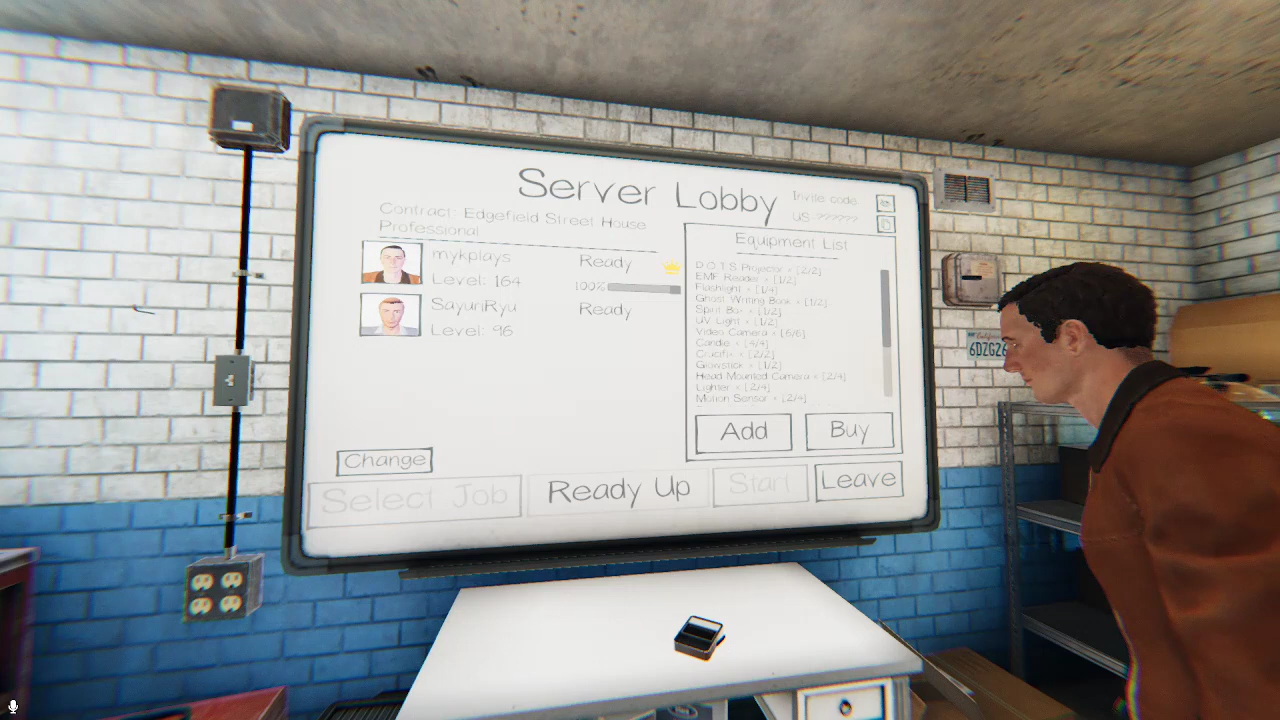 Server Lobby
Invite code
US ??????
Contract: Edgefield Street House
Professional
mykplays
Ready
Level: 164
100%
SayuriRyu
Ready
Level: 96
Equipment List
D.O.T.S Projector x [2/2]
EMF Reader x [1/2]
Flashlight x [1/4]
Ghost Writing Book x [1/2]
Spirit Box x [1/2]
UV Light x [1/2]
Video Camera x [6/6]
Candle x [4/4]
Crucifix x [2/2]
Glowstick x [1/2]
Head Mounted Camera x [2/4]
Lighter x [2/4]
Motion Sensor x [2/4]
Add
Buy
Change
Select Job
Ready Up
Start
Leave